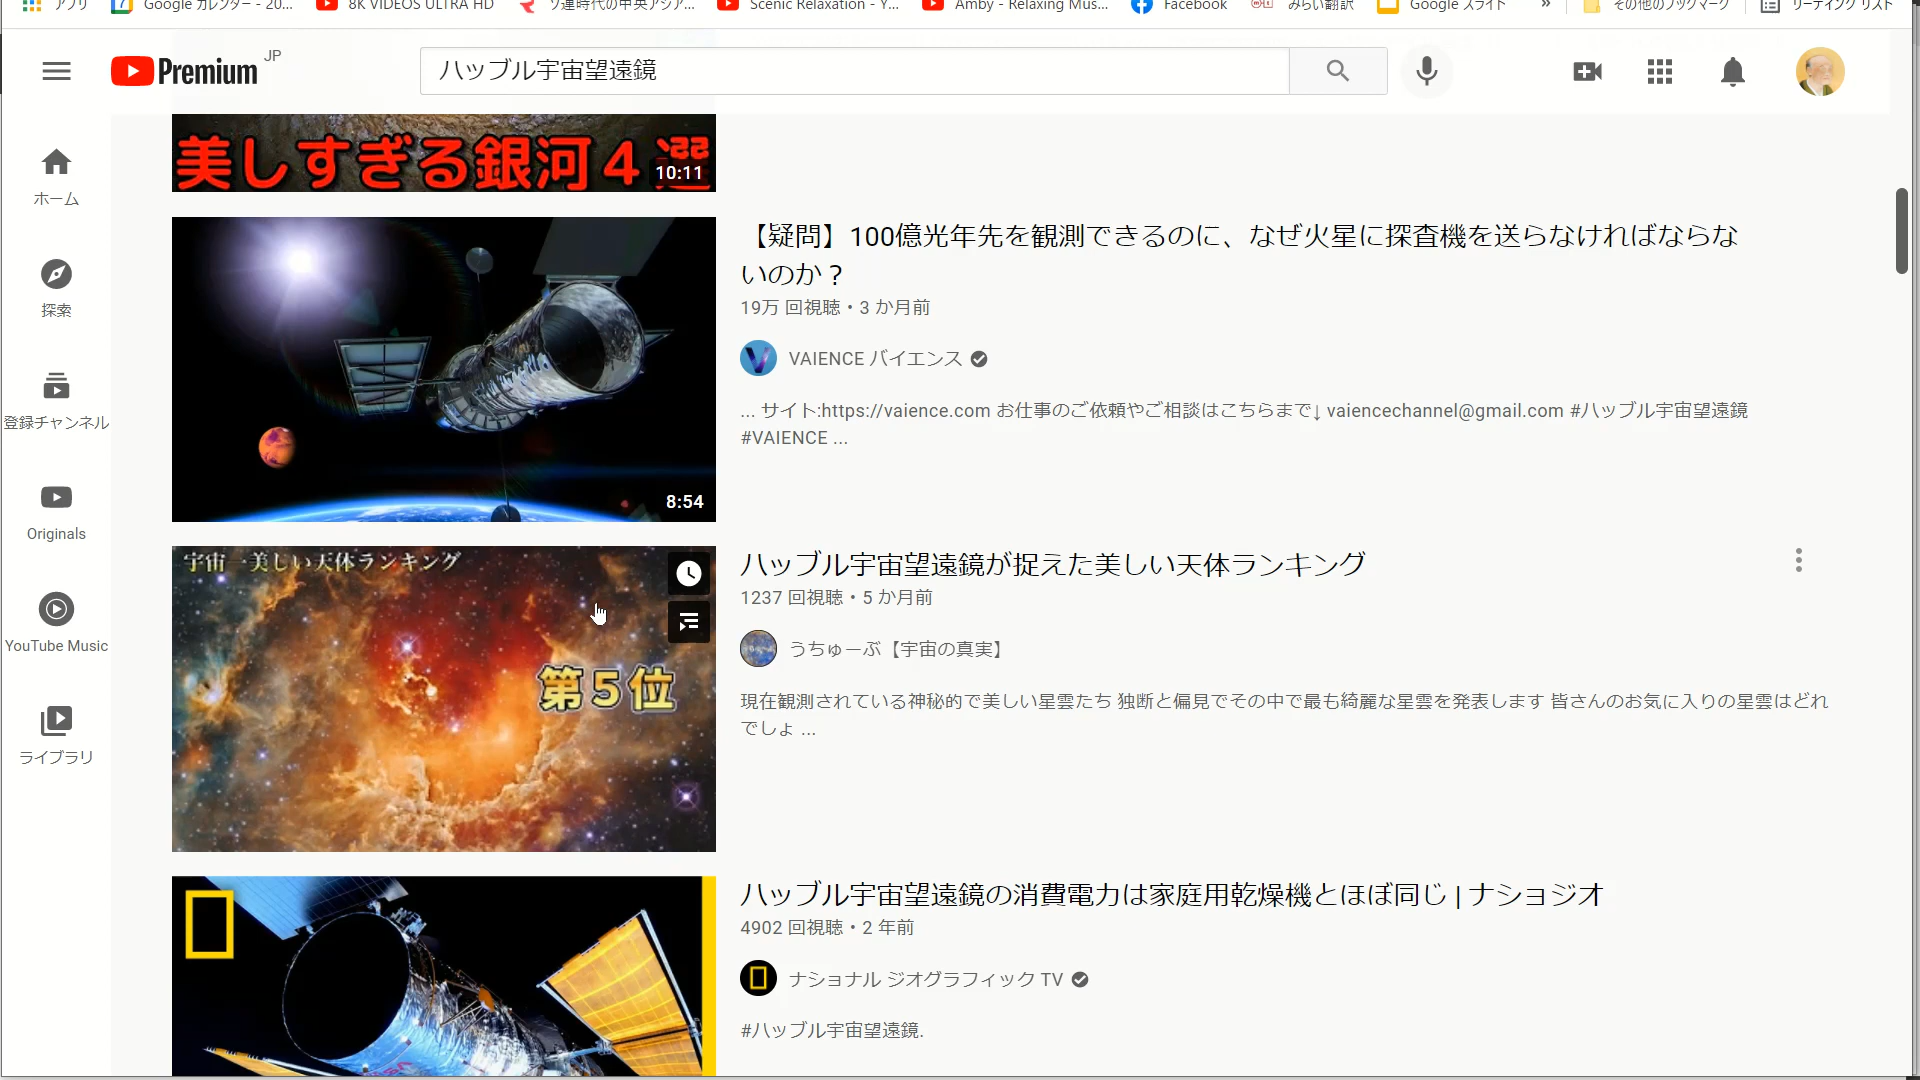 アプリ
Google カレンダー - 20...
8K VIDEOS ULTRA HD
ソ連時代の中央アジア...
Scenic Relaxation - Y...
Amby - Relaxing Mus...
Facebook
みらい翻訳
Google スライド
»
その他のブックマーク
リーディング リスト
Premium JP
ハッブル宇宙望遠鏡
ホーム
探索
登録チャンネル
Originals
YouTube Music
ライブラリ
美しすぎる銀河4選
10:11
【疑問】100億光年先を観測できるのに、なぜ火星に探査機を送らなければならな
いのか？
19万 回視聴・3 か月前
VAIENCE バイエンス
... サイト:https://vaience.com お仕事のご依頼やご相談はこちらまで↓ vaiencechannel@gmail.com #ハッブル宇宙望遠鏡
#VAIENCE ...
8:54
宇宙一美しい天体ランキング
第5位
ハッブル宇宙望遠鏡が捉えた美しい天体ランキング
1237 回視聴・5 か月前
うちゅーぶ【宇宙の真実】
現在観測されている神秘的で美しい星雲たち 独断と偏見でその中で最も綺麗な星雲を発表します 皆さんのお気に入りの星雲はどれ
でしょ ...
ハッブル宇宙望遠鏡の消費電力は家庭用乾燥機とほぼ同じ | ナショジオ
4902 回視聴・2 年前
ナショナル ジオグラフィック TV
#ハッブル宇宙望遠鏡.